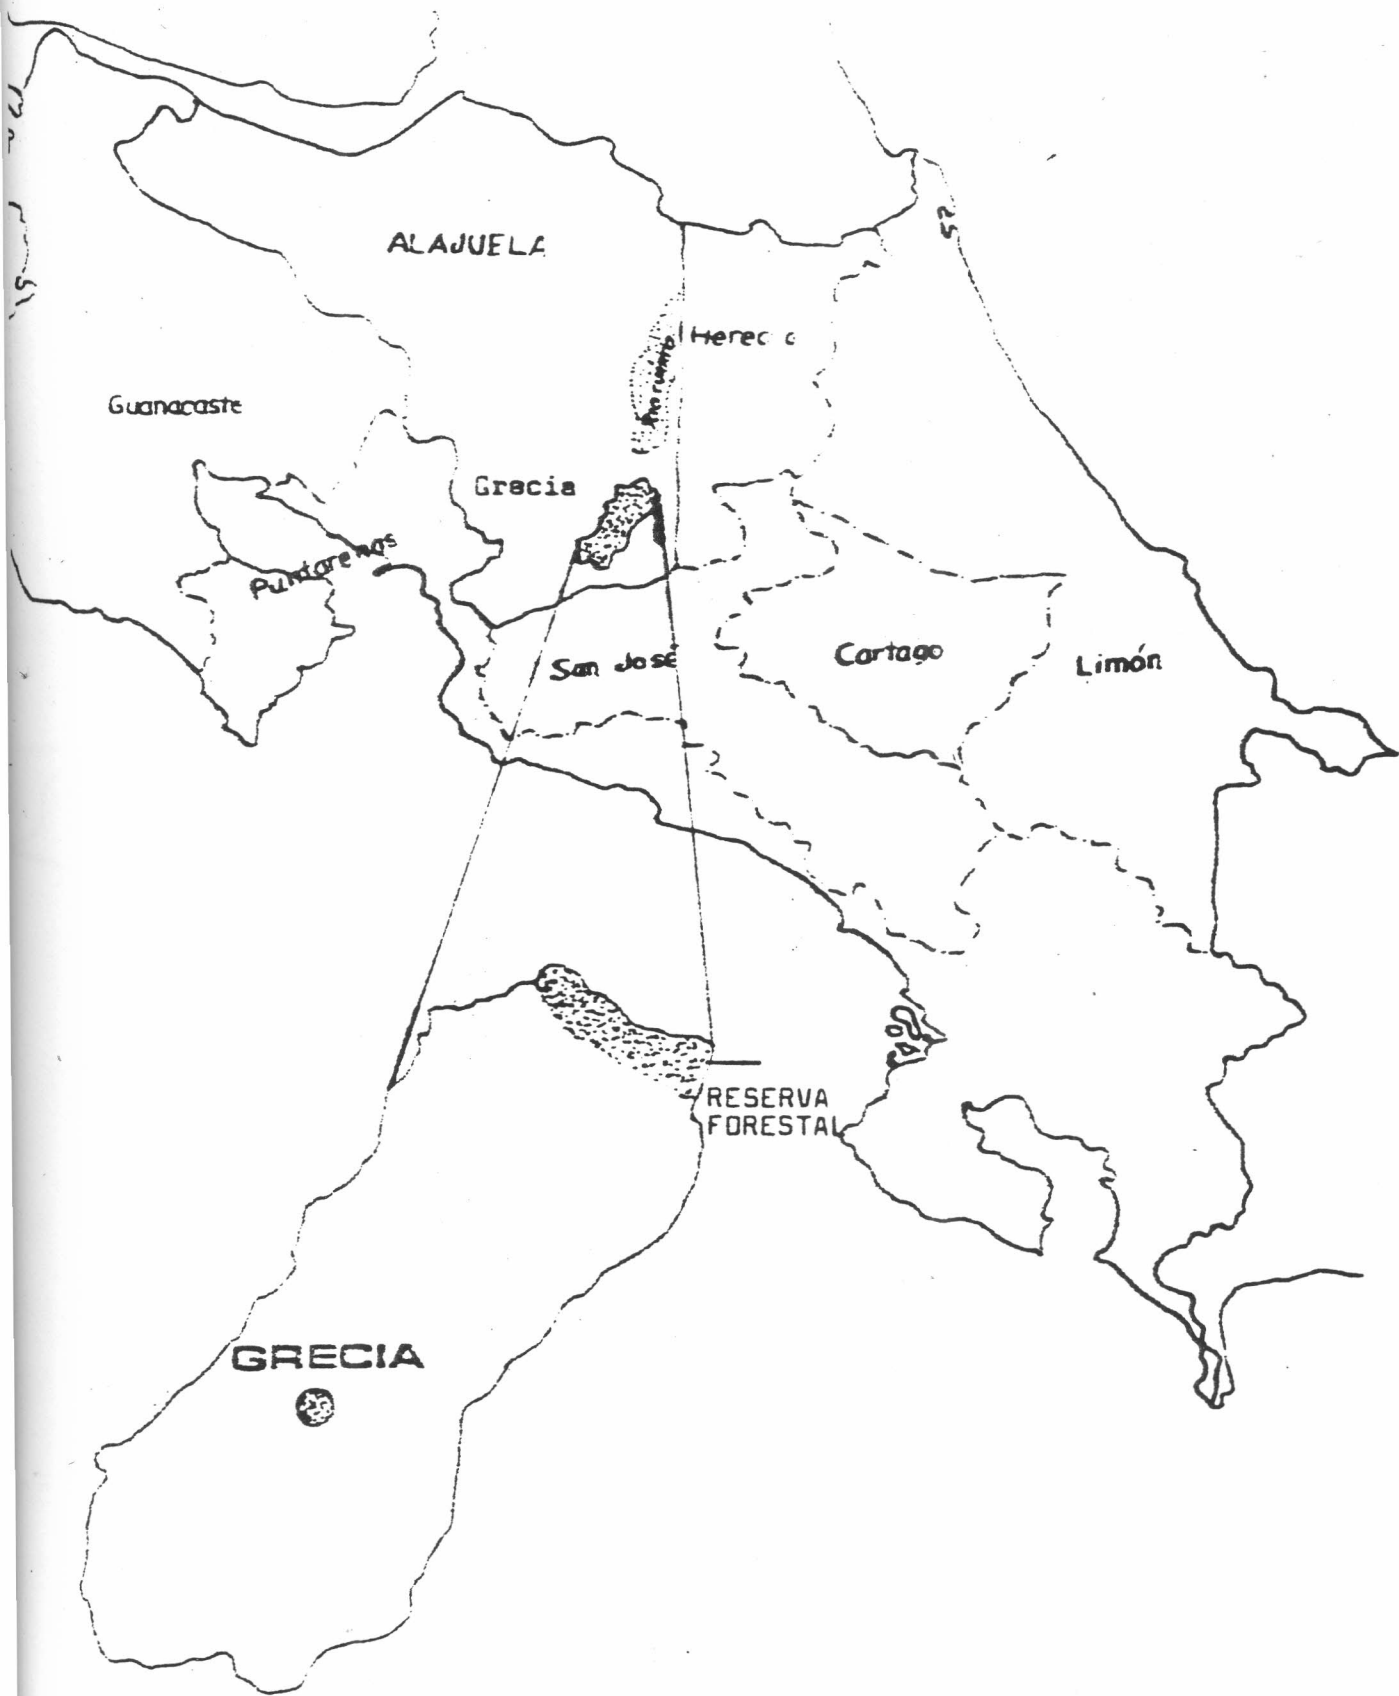 ALAJUELA
Guanacaste
Grecia
Puntarenas
San José
Cartago
Limón
RESERVA
FORESTAL
GRECIA